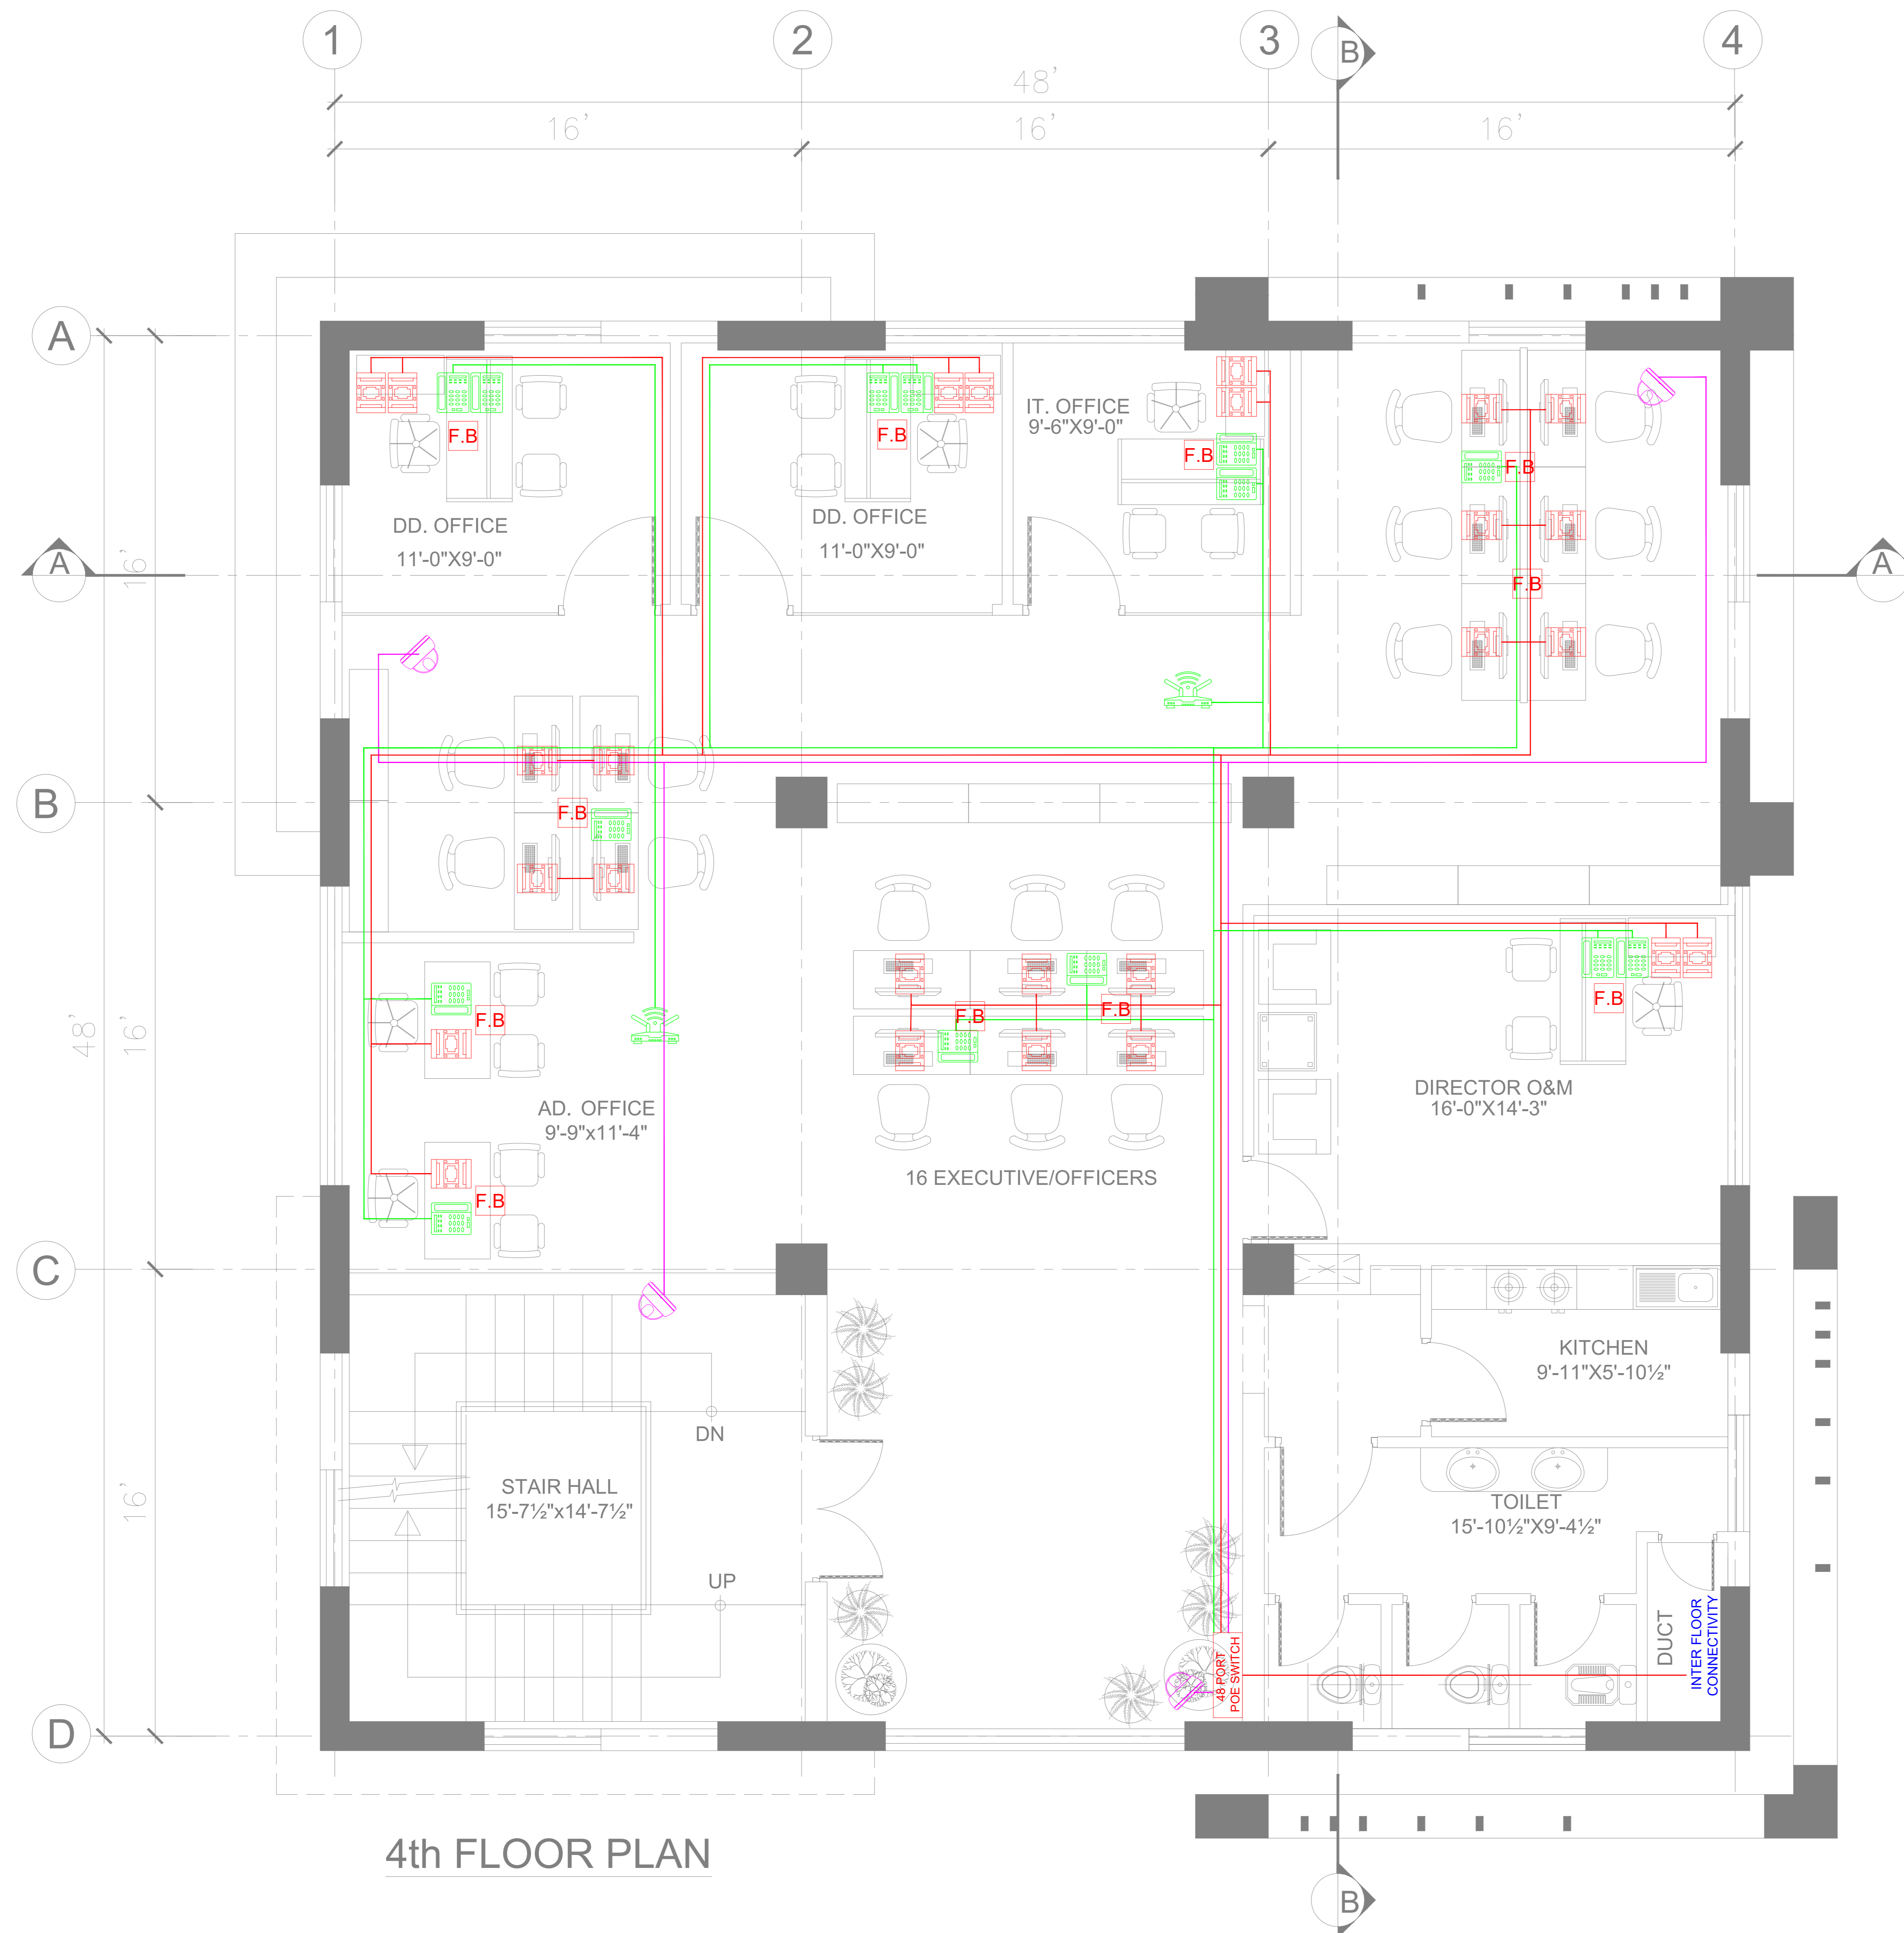 1
2
3
B
4
48'
16'
16'
16'
A
IT. OFFICE
9'-6"X9'-0"
F.B
F.B
F.B
F.B
DD. OFFICE
11'-0"X9'-0"
DD. OFFICE
11'-0"X9'-0"
A
16'
A
F.B
B
F.B
F.B
F.B
F.B
F.B
48'
16'
DIRECTOR O&M
16'-0"X14'-3"
AD. OFFICE
9'-9"x11'-4"
16 EXECUTIVE/OFFICERS
F.B
C
KITCHEN
9'-11"X5'-10½"
DN
STAIR HALL
15'-7½"x14'-7½"
16'
TOILET
15'-10½"X9'-4½"
UP
DUCT
INTER FLOOR
CONNECTIVITY
48 PORT
POE SWITCH
D
4th FLOOR PLAN
B